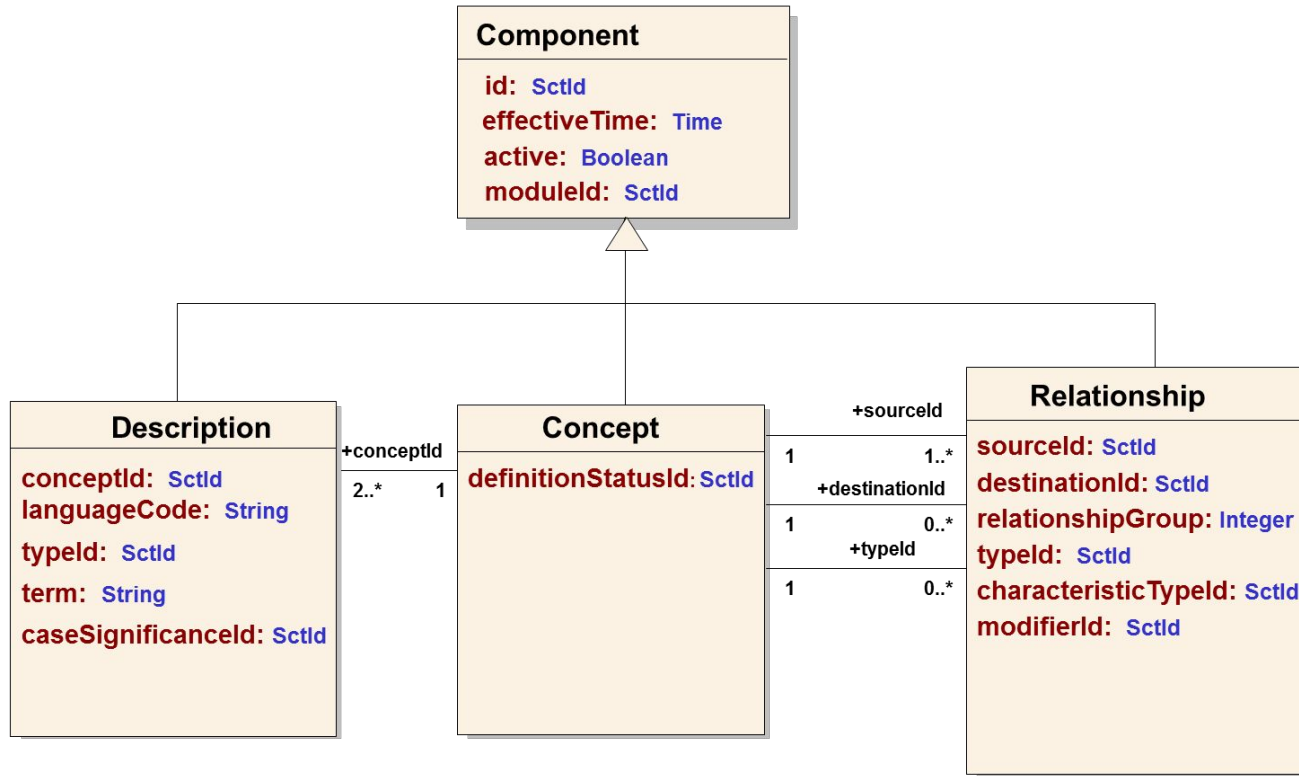 Component
id: SctId
effectiveTime: Time
active: Boolean
moduleId: SctId
Description
conceptId: SctId
languageCode: String
typeId: SctId
term: String
caseSignificanceId: SctId
+conceptId
2..* 1
Concept
definitionStatusId: SctId
+sourceId
1 1..*
+destinationId
1 0..*
+typeId
1 0..*
Relationship
sourceId: SctId
destinationId: SctId
relationshipGroup: Integer
typeId: SctId
characteristicTypeId: SctId
modifierId: SctId